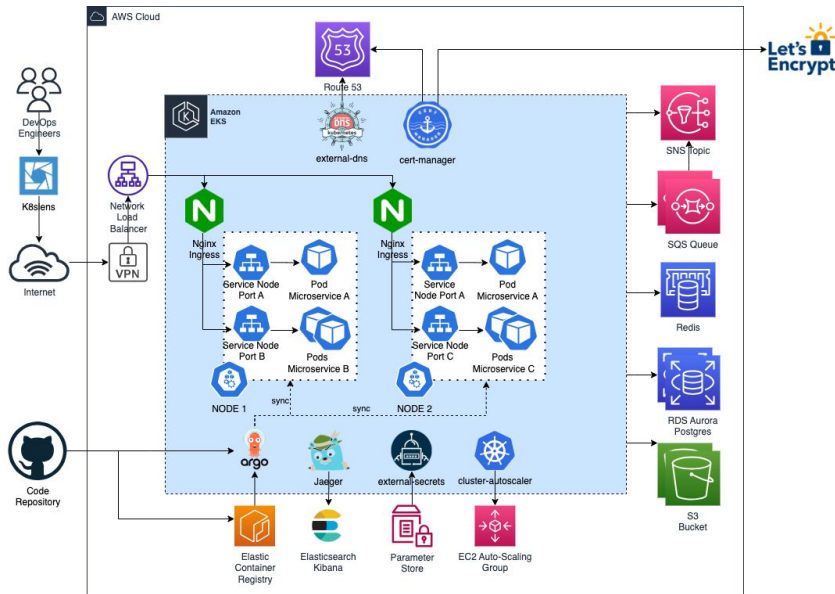 AWS Cloud
53
Route 53
Let's
Encrypt
Amazon
EKS
DNS
kubernetes
external-dns
cert-manager
DevOps
Engineers
K8slens
Internet
VPN
Network
Load
Balancer
N
Nginx
Ingress
Service Node
Port A
Pod
Microservice A
Service Node
Port B
Pods
Microservice B
NODE 1
N
Nginx
Ingress
Service
Node Port A
Pod
Microservice A
Service Node
Port C
Pods
Microservice C
NODE 2
sync
sync
SNS Topic
SQS Queue
Redis
RDS Aurora
Postgres
S3
Bucket
Code
Repository
argo
Jaeger
external-secrets
cluster-autoscaler
Elastic
Container
Registry
Elasticsearch
Kibana
Parameter
Store
EC2 Auto-Scaling
Group